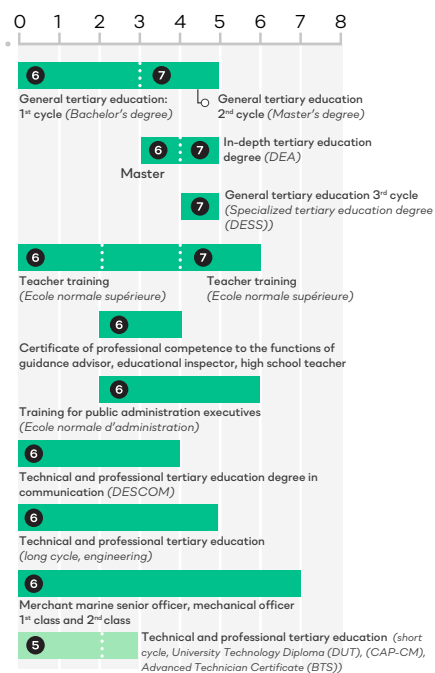 0 1 2 3 4 5 6 7 8
6 7
General tertiary education:
1st cycle (Bachelor's degree)
General tertiary education
2nd cycle (Master's degree)
6 7
In-depth tertiary education
degree (DEA)
Master
7
General tertiary education 3rd cycle
(Specialized tertiary education degree
(DESS))
6 7
Teacher training
(Ecole normale supérieure)
Teacher training
(Ecole normale supérieure)
6
Certificate of professional competence to the functions of
guidance advisor, educational inspector, high school teacher
6
Training for public administration executives
(Ecole normale d'administration)
6
Technical and professional tertiary education degree in
communication (DESCOM)
6
Technical and professional tertiary education
(long cycle, engineering)
6
Merchant marine senior officer, mechanical officer
1st class and 2nd class
5
Technical and professional tertiary education (short
cycle, University Technology Diploma (DUT), (CAP-CM),
Advanced Technician Certificate (BTS))